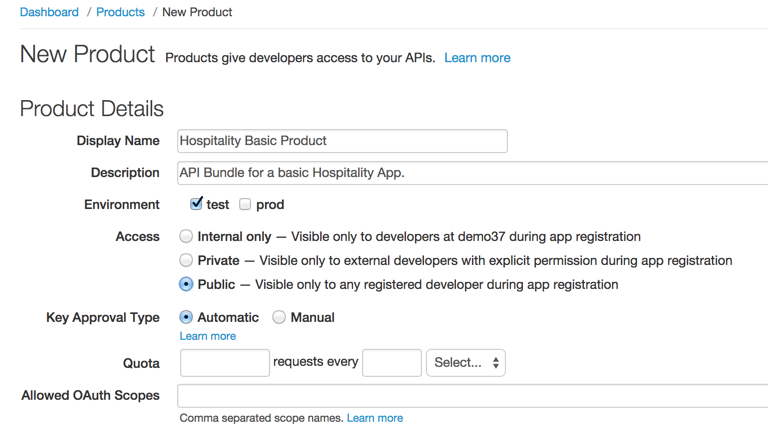 Dashboard / Products / New Product
New Product Products give developers access to your APIs. Learn more
Product Details
Display Name Hospitality Basic Product
Description API Bundle for a basic Hospitality App.
Environment test prod
Access Internal only — Visible only to developers at demo37 during app registration
Private — Visible only to external developers with explicit permission during app registration
Public — Visible only to any registered developer during app registration
Key Approval Type Automatic Manual
Learn more
Quota requests every Select...
Allowed OAuth Scopes
Comma separated scope names. Learn more